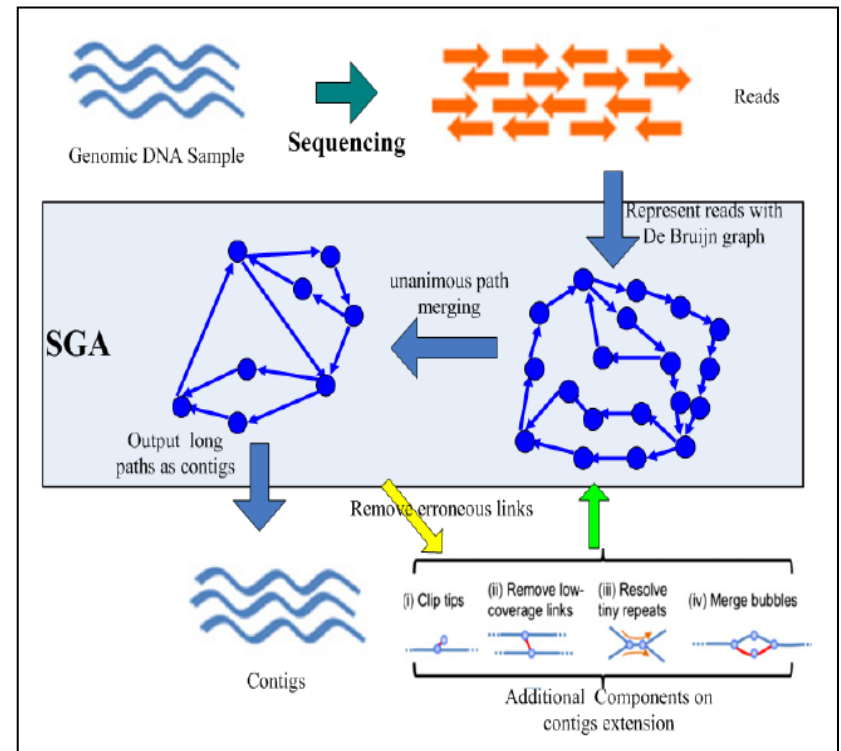 Genomic DNA Sample
Sequencing
Reads
Represent reads with
De Bruijn graph
unanimous path
merging
SGA
Output long
paths as contigs
Remove erroneous links
Contigs
(i) Clip tips
(ii) Remove low-
coverage links
(iii) Resolve
tiny repeats
(iv) Merge bubbles
Additional Components on
contigs extension